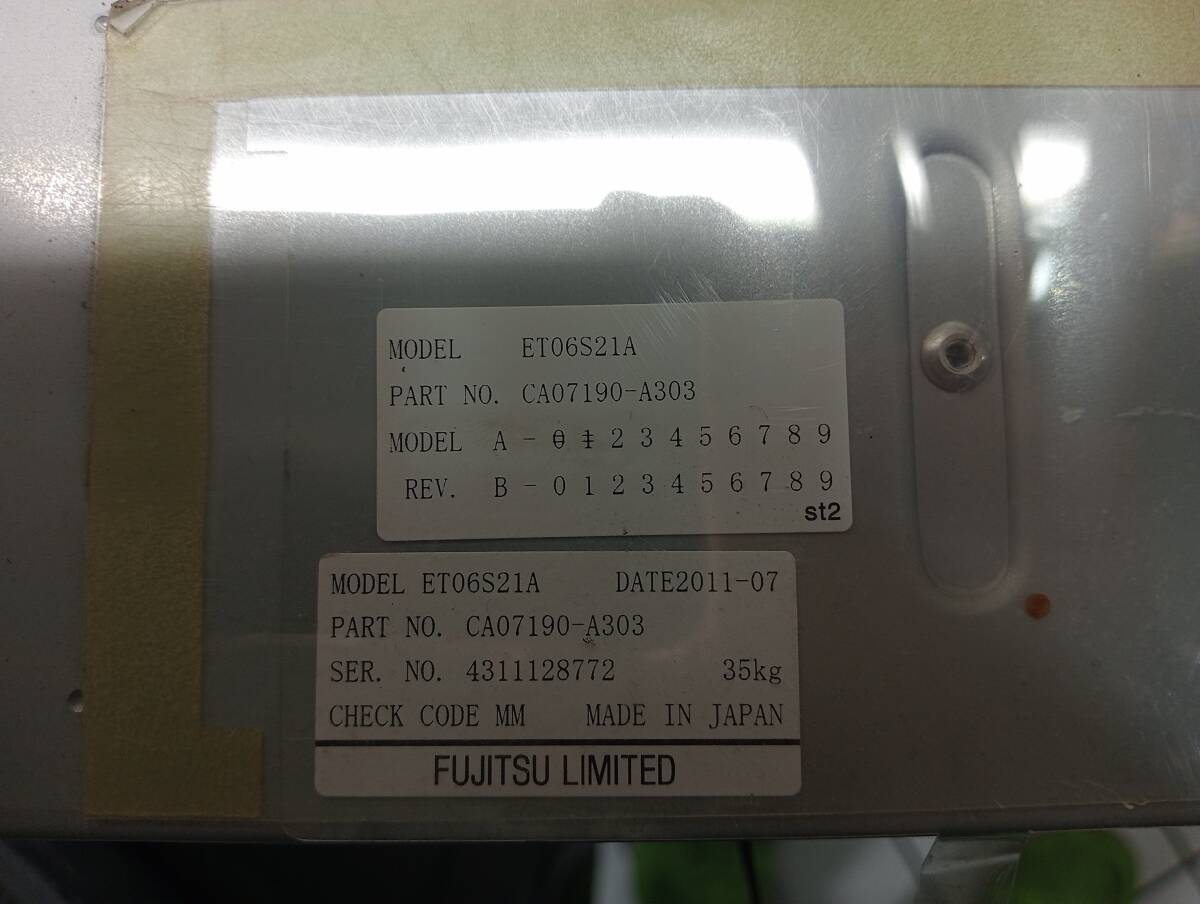 MODEL ET06S21A
PART NO. CA07190-A303
MODEL A - 0 1 2 3 4 5 6 7 8 9
REV. B - 0 1 2 3 4 5 6 7 8 9
st2
MODEL ET06S21A DATE2011-07
PART NO. CA07190-A303
SER. NO. 4311128772 35kg
CHECK CODE MM MADE IN JAPAN
FUJITSU LIMITED